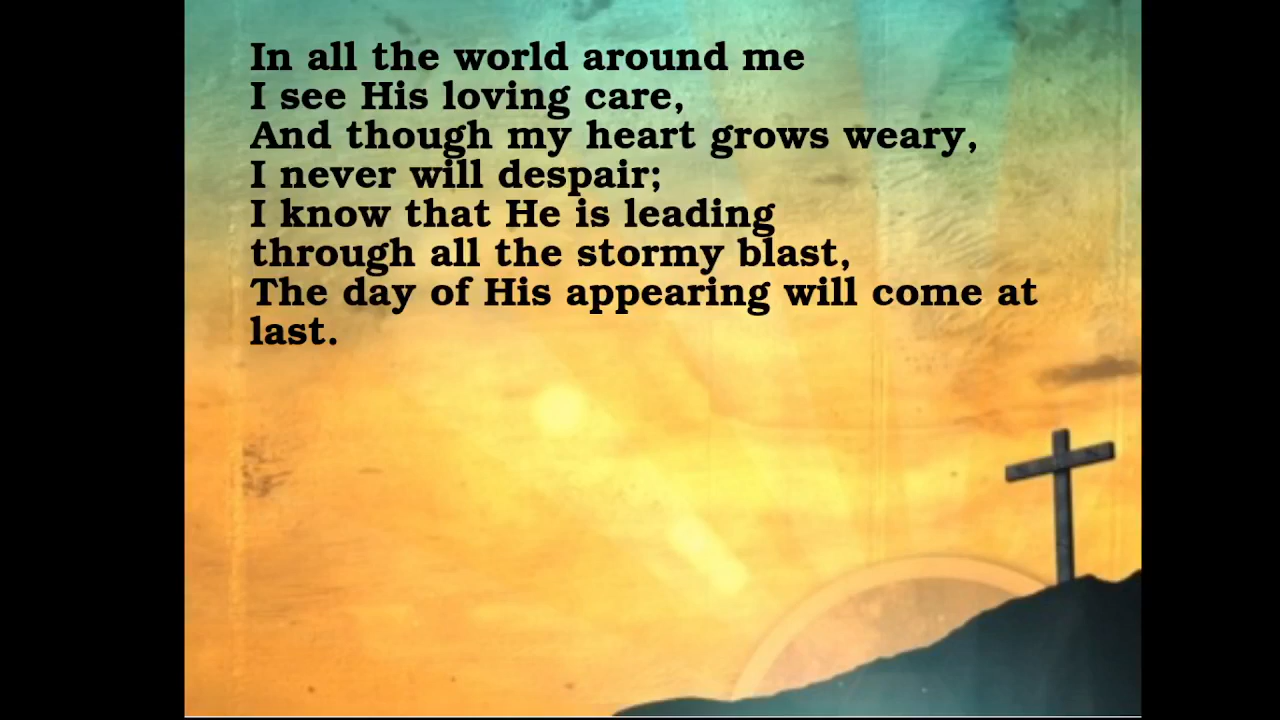 In all the world around me
I see His loving care,
And though my heart grows weary,
I never will despair;
I know that He is leading
through all the stormy blast,
The day of His appearing will come at
last.